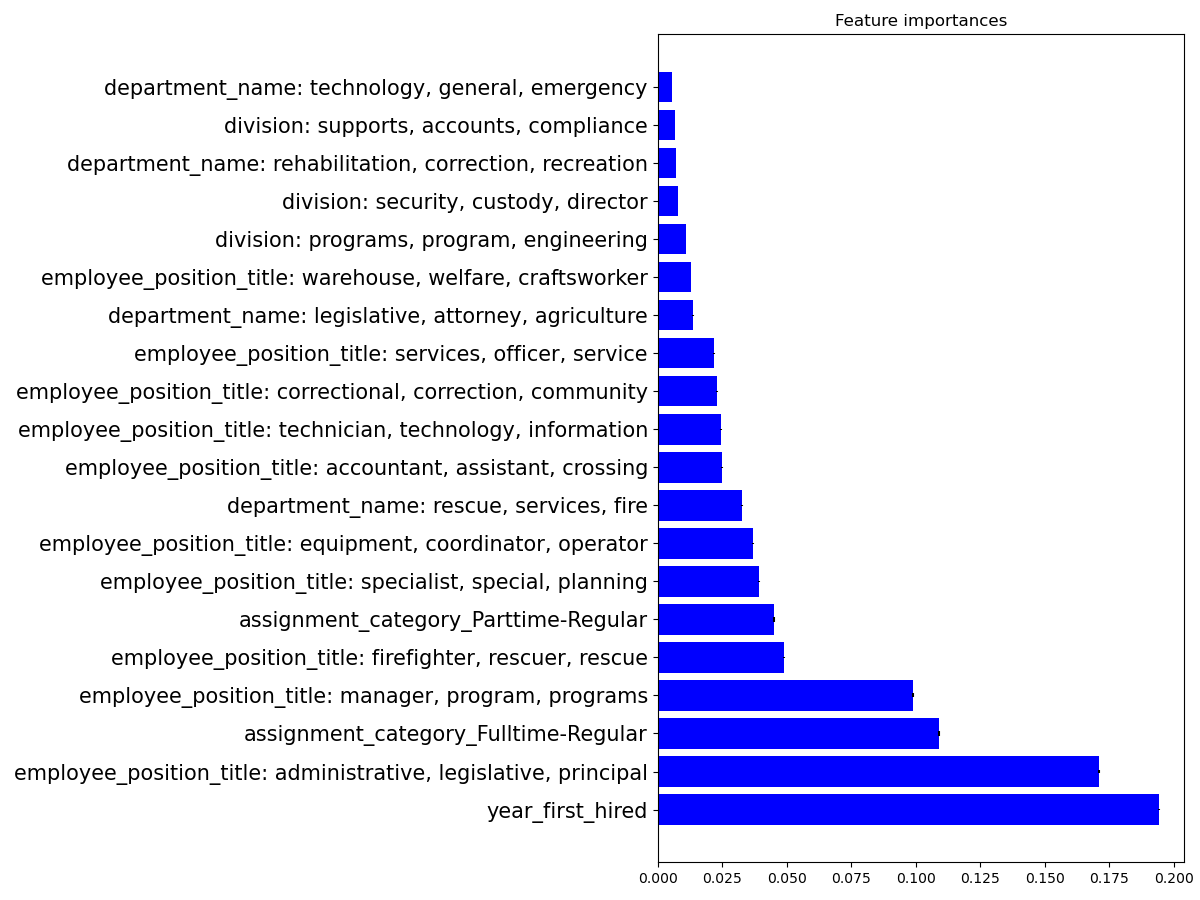 Feature importances
department_name: technology, general, emergency
division: supports, accounts, compliance
department_name: rehabilitation, correction, recreation
division: security, custody, director
division: programs, program, engineering
employee_position_title: warehouse, welfare, craftsworker
department_name: legislative, attorney, agriculture
employee_position_title: services, officer, service
employee_position_title: correctional, correction, community
employee_position_title: technician, technology, information
employee_position_title: accountant, assistant, crossing
department_name: rescue, services, fire
employee_position_title: equipment, coordinator, operator
employee_position_title: specialist, special, planning
assignment_category_Parttime-Regular
employee_position_title: firefighter, rescuer, rescue
employee_position_title: manager, program, programs
assignment_category_Fulltime-Regular
employee_position_title: administrative, legislative, principal
year_first_hired
0.000 0.025 0.050 0.075 0.100 0.125 0.150 0.175 0.200